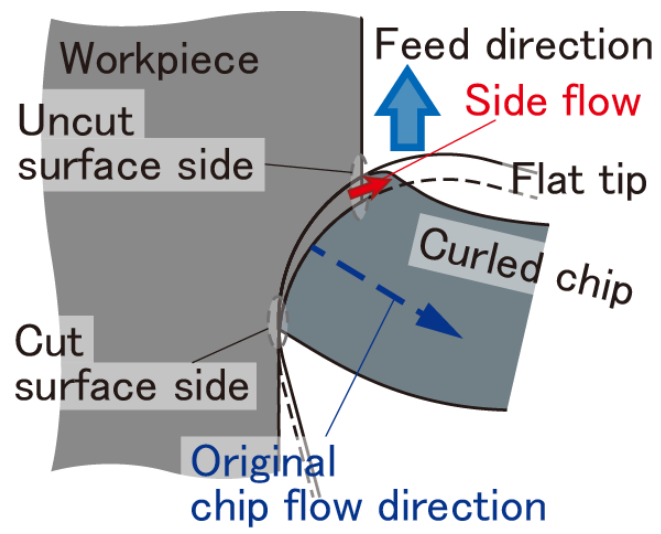 Workpiece
Feed direction
Side flow
Uncut
surface side
Flat tip
Curled chip
Cut
surface side
Original
chip flow direction